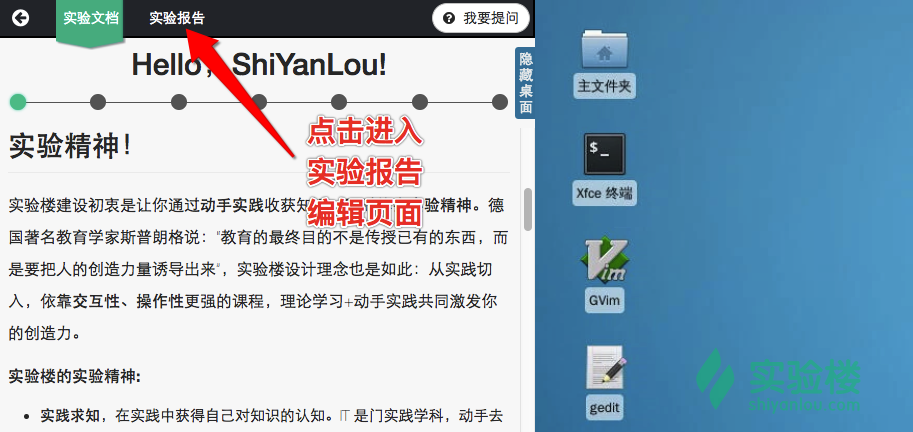 实验文档
实验报告
我要提问
Hello, ShiYanLou!
隐藏桌面
点击进入
实验报告
编辑页面
实验精神!
实验楼建设初衷是让你通过动手实践收获知 验精神。德
国著名教育学家斯普朗格说:"教育的最终目的不是传授已有的东西,而
是要把人的创造力量诱导出来",实验楼设计理念也是如此:从实践切
入,依靠交互性、操作性更强的课程,理论学习+动手实践共同激发你
的创造力。
实验楼的实验精神:
• 实践求知,在实践中获得自己对知识的认知。IT 是门实践学科,动手去
主文件夹
$_
Xfce 终端
Vim
GVim
gedit
实验楼
shiyanlou.com